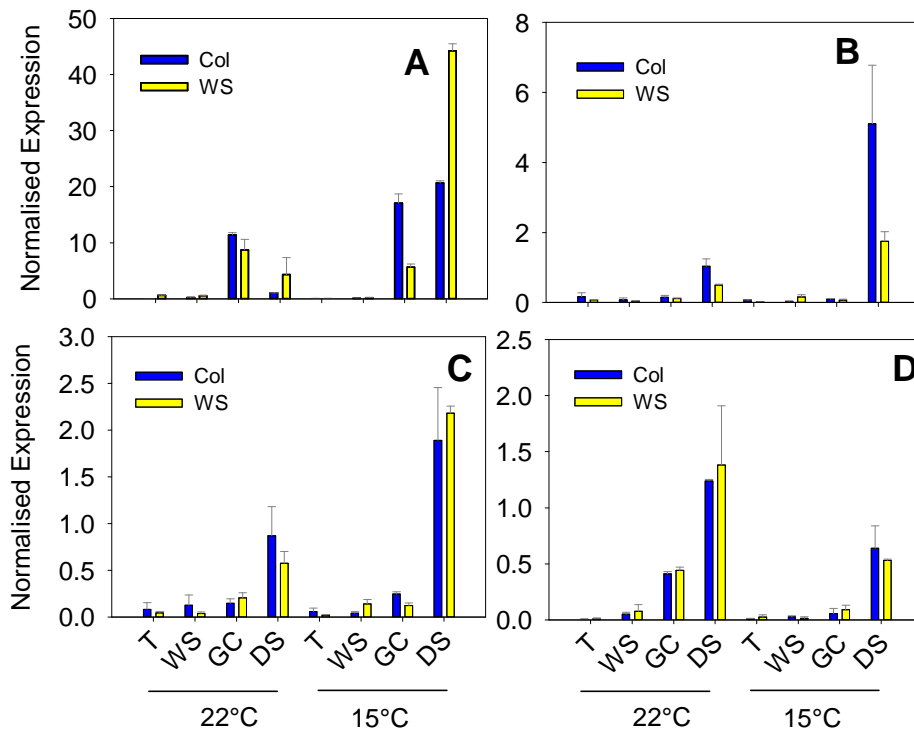 Normalised Expression
50
40
30
20
10
0
Col
WS
A
8
6
4
2
0
Col
WS
B
Normalised Expression
3.0
2.5
2.0
1.5
1.0
0.5
0.0
Col
WS
C
2.5
2.0
1.5
1.0
0.5
0.0
Col
WS
D
T WS GC DS T WS GC DS
22°C 15°C
T WS GC DS T WS GC DS
22°C 15°C